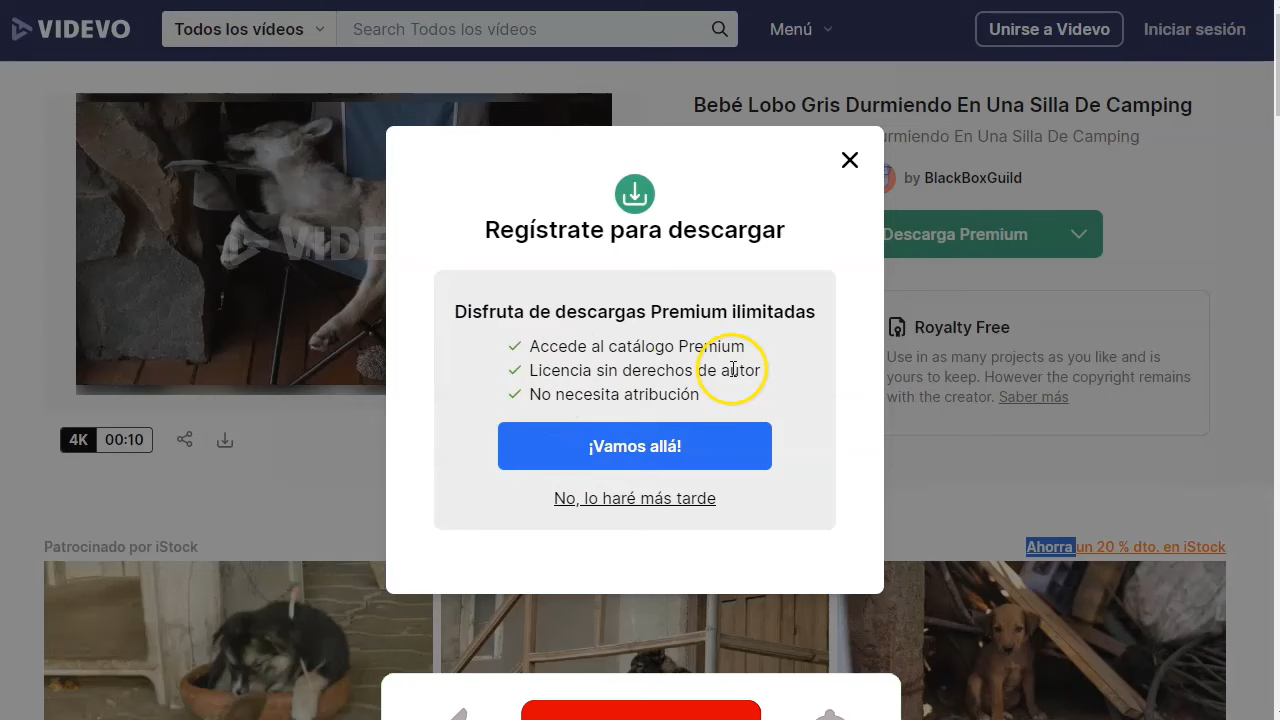 VIDEVO
Todos los vídeos
Search Todos los vídeos
Menú
Unirse a Videvo
Iniciar sesión
Bebé Lobo Gris Durmiendo En Una Silla De Camping
urmiendo En Una Silla De Camping
by BlackBoxGuild
Descarga Premium
VIDE
Regístrate para descargar
Disfruta de descargas Premium ilimitadas
Accede al catálogo Premium
Licencia sin derechos de autor
No necesita atribución
¡Vamos allá!
No, lo haré más tarde
Royalty Free
Use in as many projects as you like and is
yours to keep. However the copyright remains
with the creator. Saber más
4K 00:10
Patrocinado por iStock
Ahorra un 20 % dto. en iStock